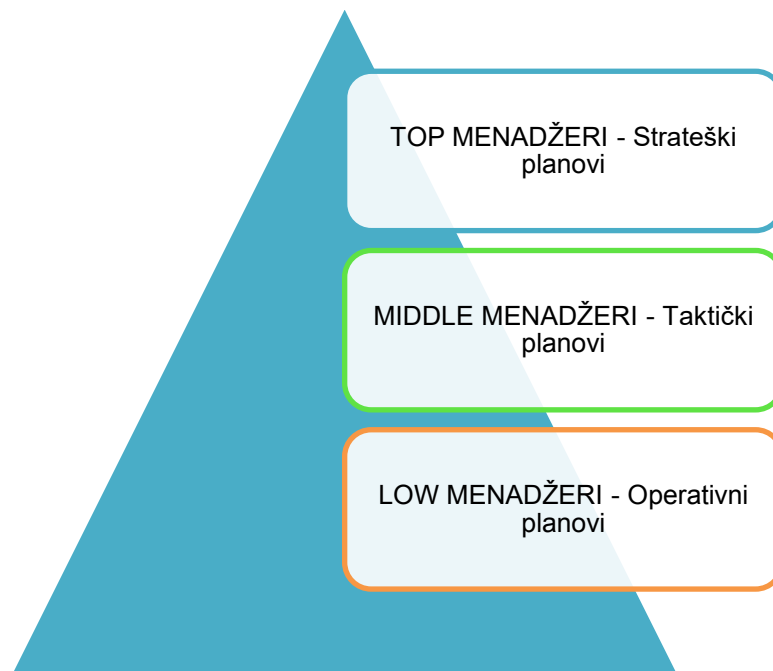 TOP MENADŽERI - Strateški
planovi
MIDDLE MENADŽERI - Taktički
planovi
LOW MENADŽERI - Operativni
planovi